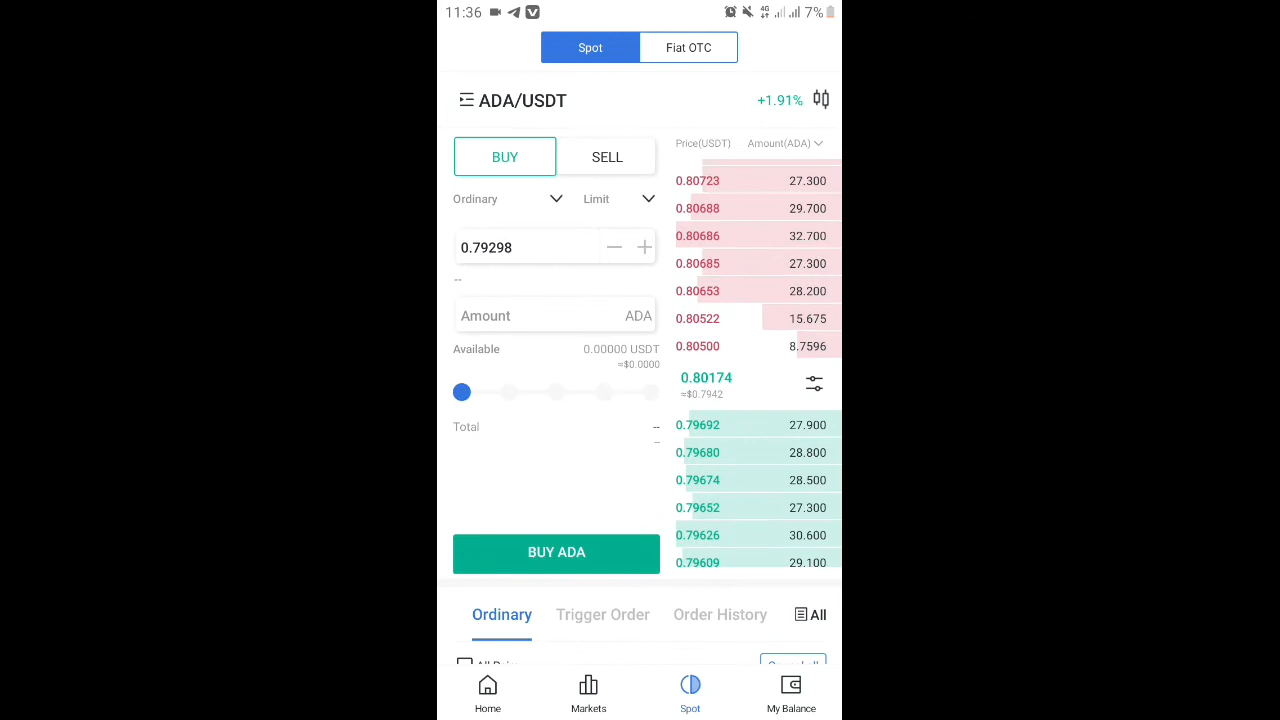 11:36
4G
7%
Spot
Fiat OTC
ADA/USDT
+1.91%
BUY
SELL
Ordinary
Limit
0.79298
--
Amount
ADA
Available
0.00000 USDT
≈$0.0000
Total
--
--
BUY ADA
Price(USDT)
Amount(ADA)
0.80723 27.300
0.80688 29.700
0.80686 32.700
0.80685 27.300
0.80653 28.200
0.80522 15.675
0.80500 8.7596
0.80174
≈$0.7942
0.79692 27.900
0.79680 28.800
0.79674 28.500
0.79652 27.300
0.79626 30.600
0.79609 29.100
Ordinary
Trigger Order
Order History
All
Home
Markets
Spot
My Balance